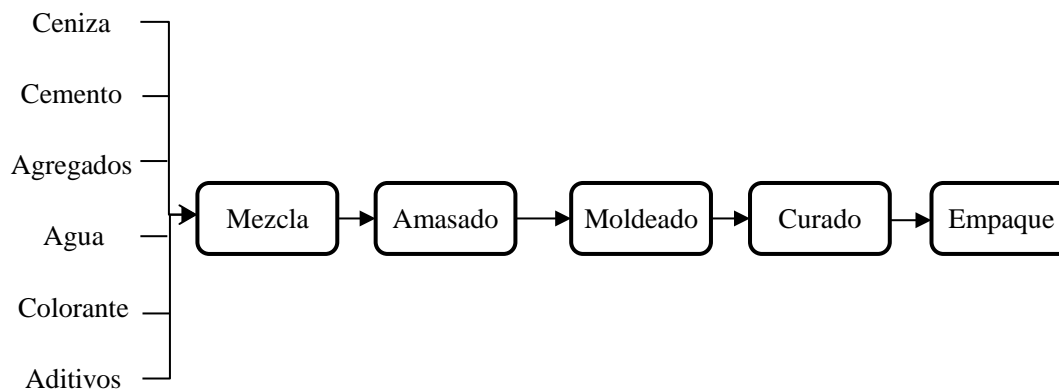 Ceniza
Cemento
Agregados
Agua
Colorante
Aditivos
Mezcla
Amasado
Moldeado
Curado
Empaque